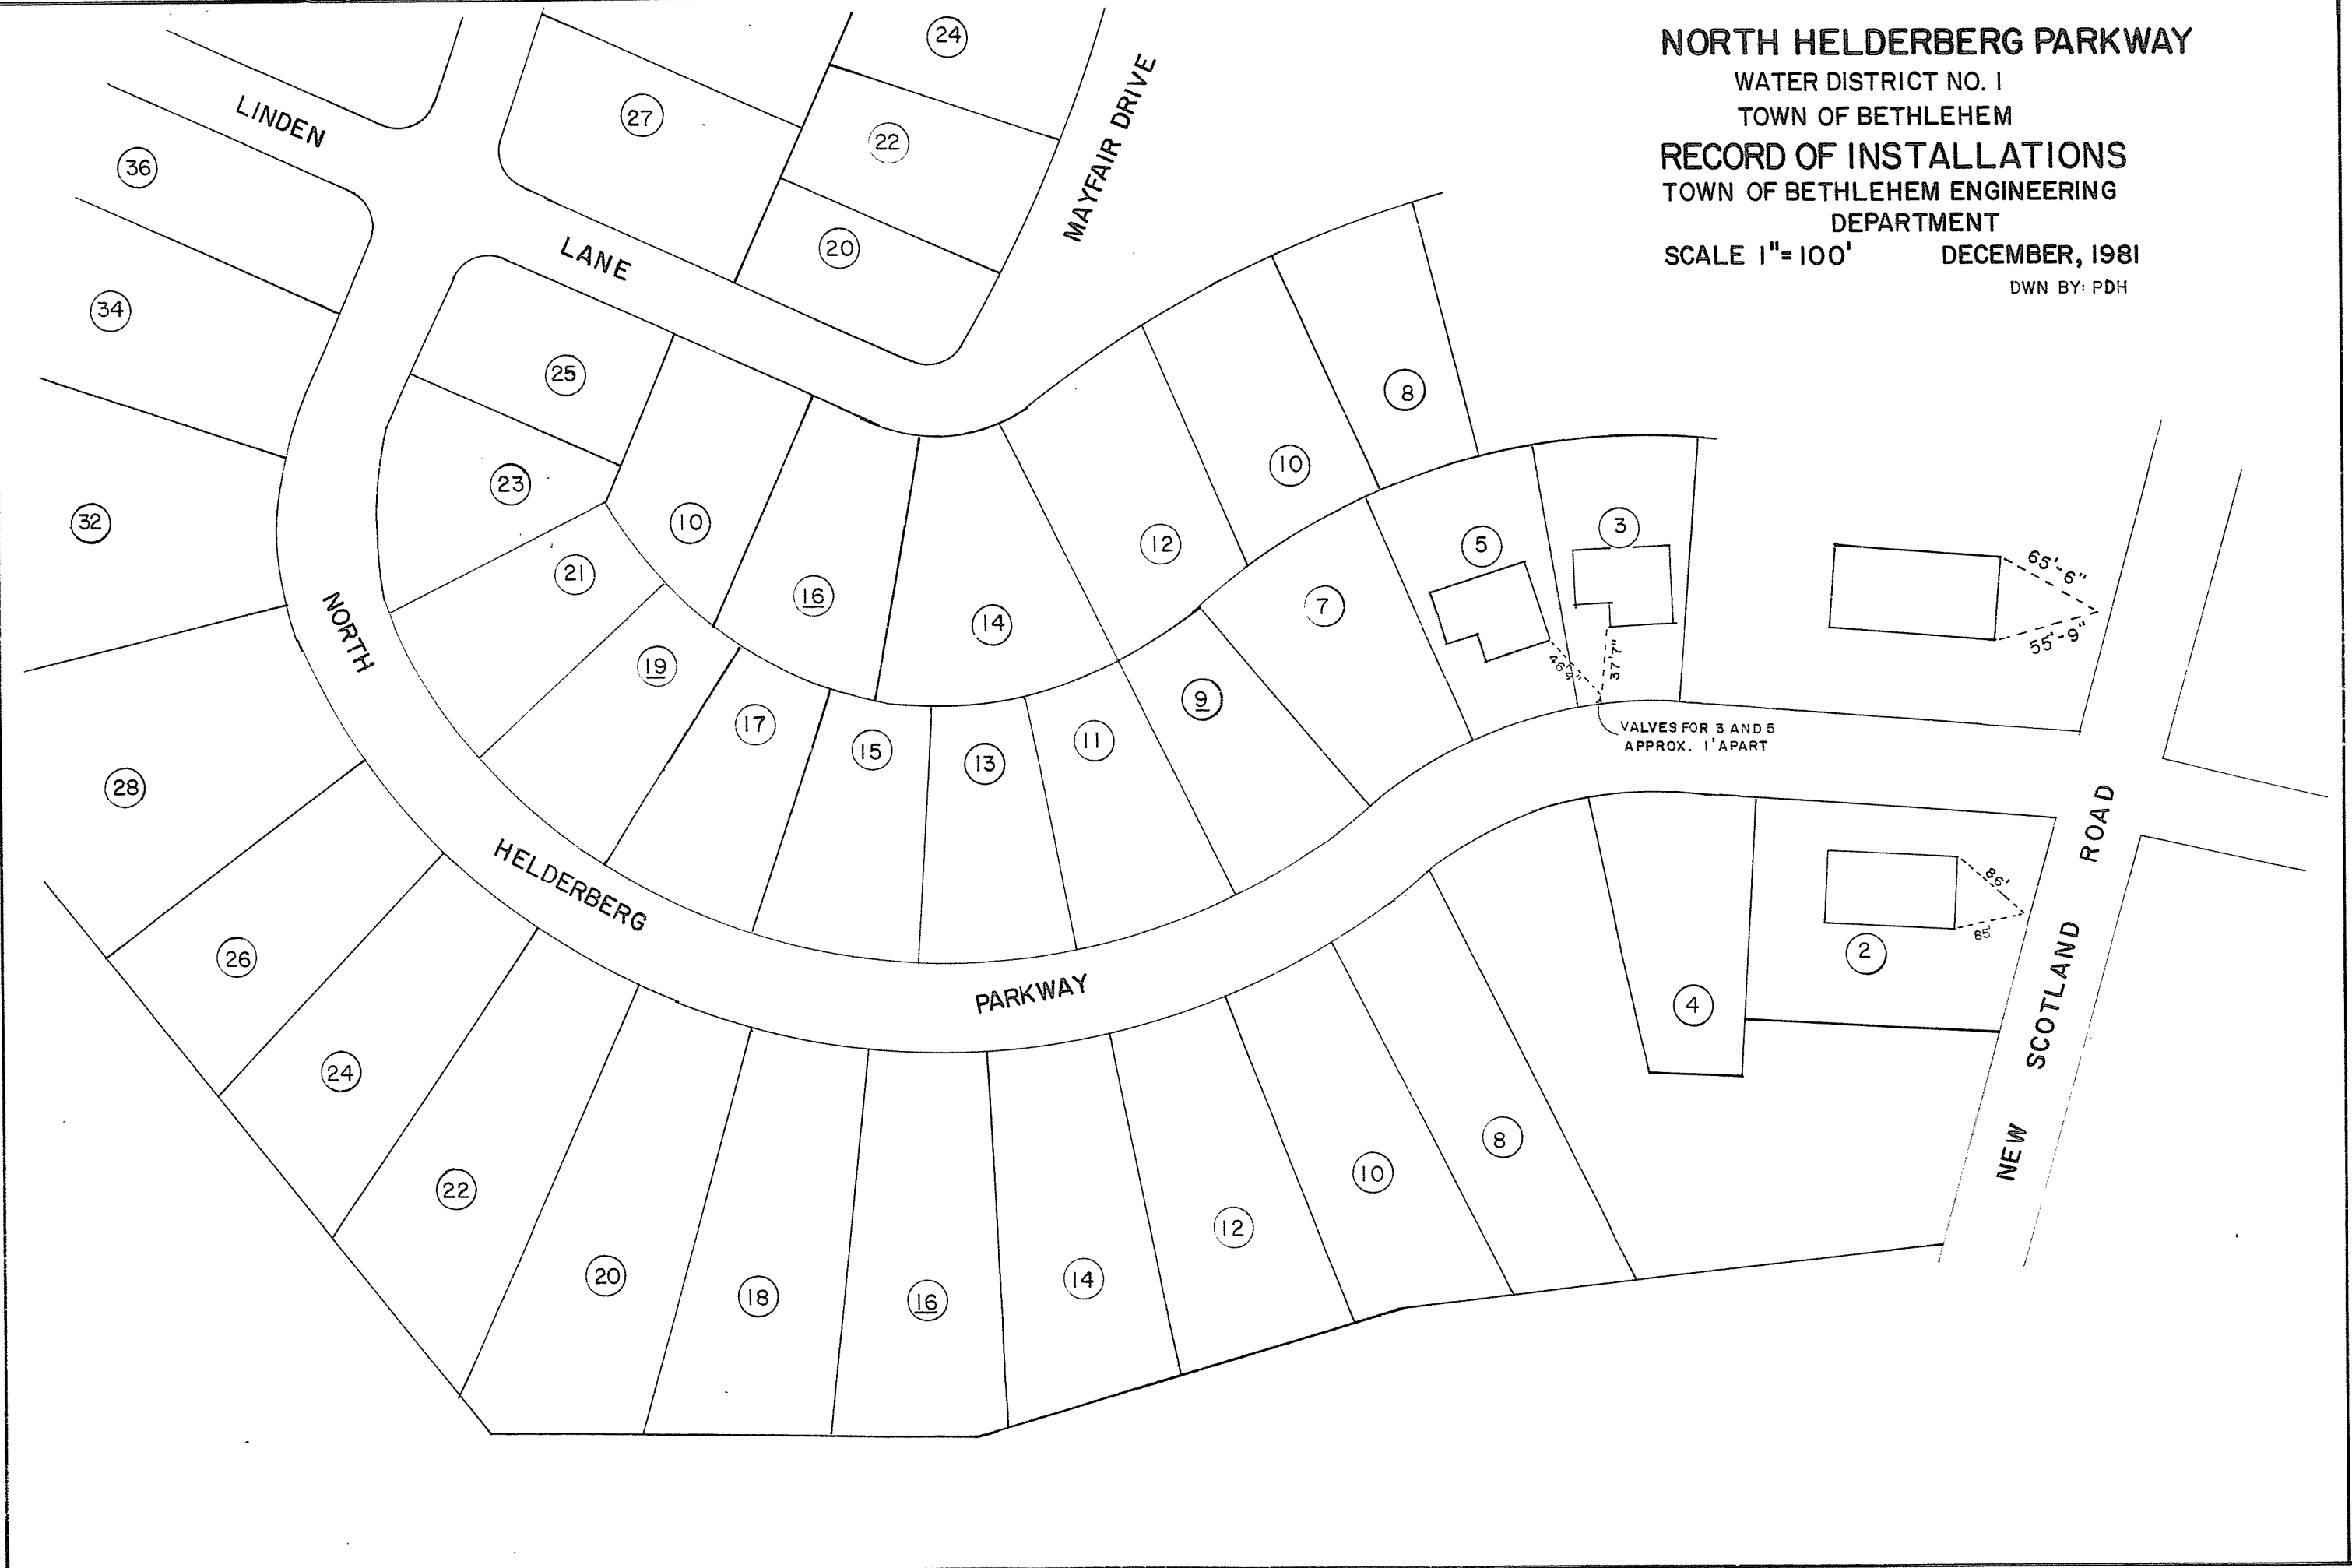 NORTH HELDERBERG PARKWAY
WATER DISTRICT NO. 1
TOWN OF BETHLEHEM
RECORD OF INSTALLATIONS
TOWN OF BETHLEHEM ENGINEERING
DEPARTMENT
SCALE 1"=100' DECEMBER, 1981
DWN BY: PDH
24
27
22
20
MAYFAIR DRIVE
LINDEN
LANE
36
34
32
28
26
24
22
20
18
16
14
12
10
8
4
2
25
23
21
19
17
15
13
11
9
7
5
3
10
16
14
12
10
8
NORTH
HELDERBERG
PARKWAY
37'7"
VALVES FOR 3 AND 5
APPROX. 1' APART
65'-6"
55'-9"
86'
85'
NEW SCOTLAND ROAD